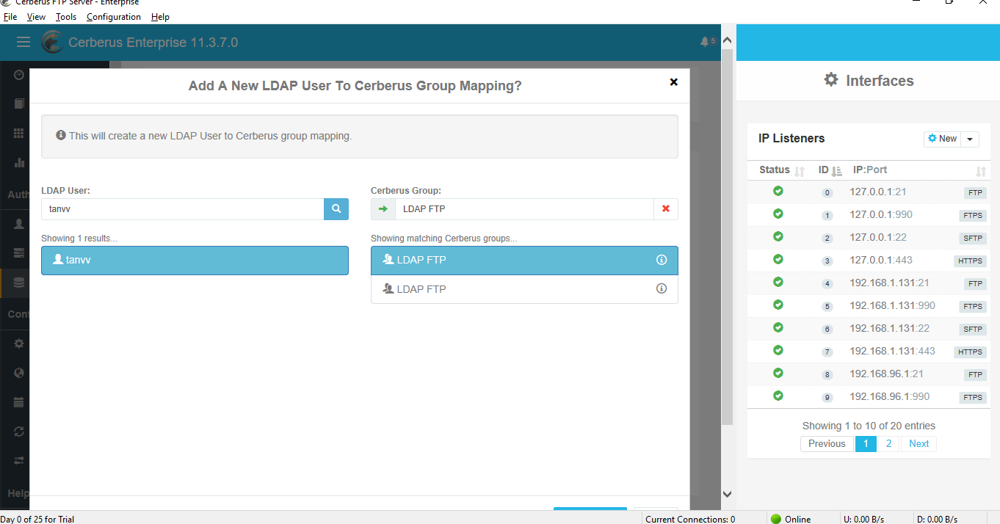 Cerberus FTP Server - Enterprise
File View Tools Configuration Help
Cerberus Enterprise 11.3.7.0
5
Add A New LDAP User To Cerberus Group Mapping?
This will create a new LDAP User to Cerberus group mapping.
LDAP User:
tanvv
Showing 1 results...
tanvv
Cerberus Group:
LDAP FTP
Showing matching Cerberus groups...
LDAP FTP
LDAP FTP
Auth
Conf
Help
Interfaces
IP Listeners
New
Status ID IP:Port
0 127.0.0.1:21 FTP
1 127.0.0.1:990 FTPS
2 127.0.0.1:22 SFTP
3 127.0.0.1:443 HTTPS
4 192.168.1.131:21 FTP
5 192.168.1.131:990 FTPS
6 192.168.1.131:22 SFTP
7 192.168.1.131:443 HTTPS
8 192.168.96.1:21 FTP
9 192.168.96.1:990 FTPS
Showing 1 to 10 of 20 entries
Previous 1 2 Next
Day 0 of 25 for Trial
Current Connections: 0
Online
U: 0.00 B/s
D: 0.00 B/s